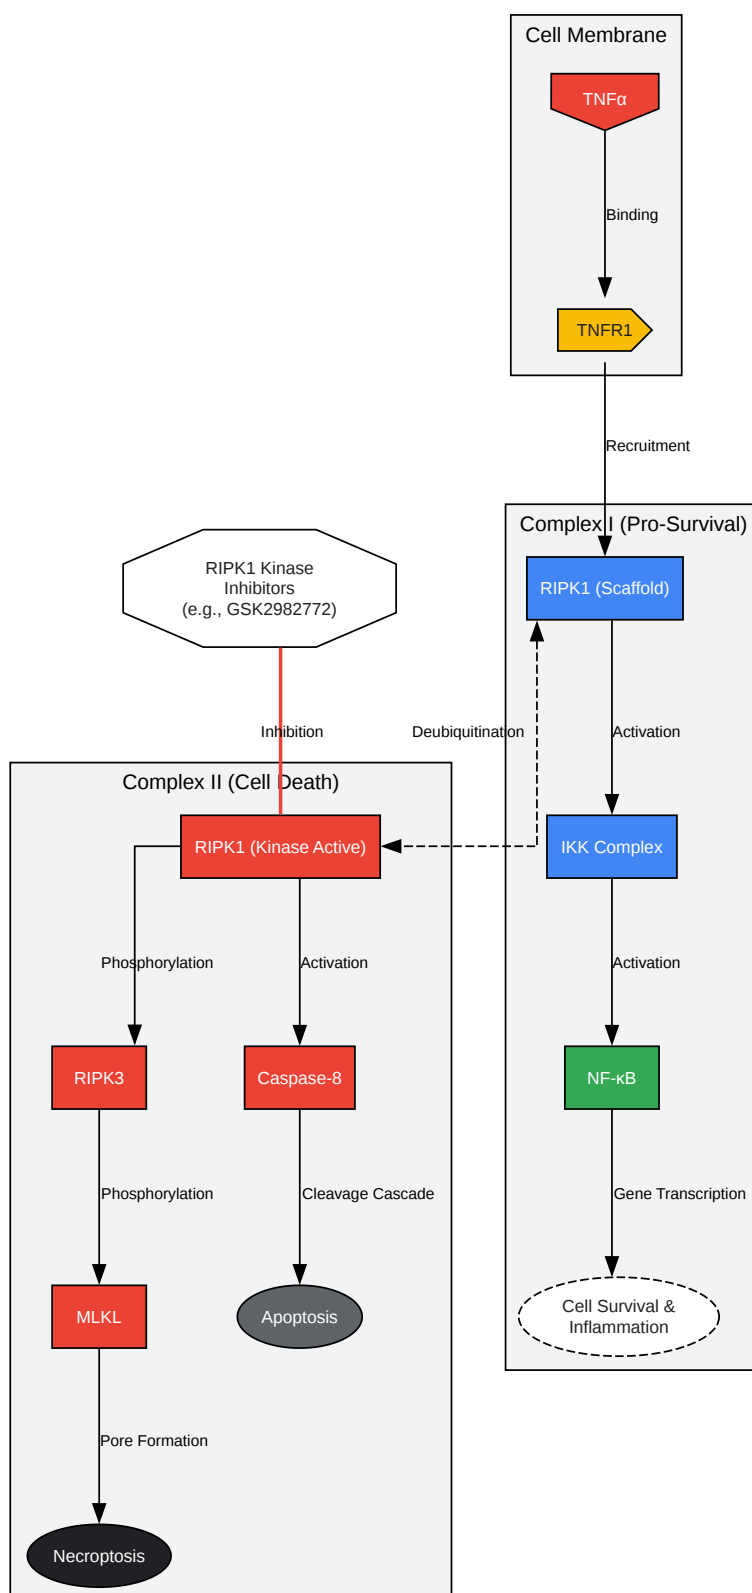 Cell Membrane
TNFα
Binding
TNFR1
Recruitment
Complex I (Pro-Survival)
RIPK1 Kinase
Inhibitors
(e.g., GSK2982772)
RIPK1 (Scaffold)
Inhibition
Deubiquitination
Activation
Complex II (Cell Death)
RIPK1 (Kinase Active)
IKK Complex
Phosphorylation
Activation
Activation
RIPK3
Caspase-8
NF-κB
Phosphorylation
Cleavage Cascade
Gene Transcription
MLKL
Apoptosis
Cell Survival &
Inflammation
Pore Formation
Necroptosis